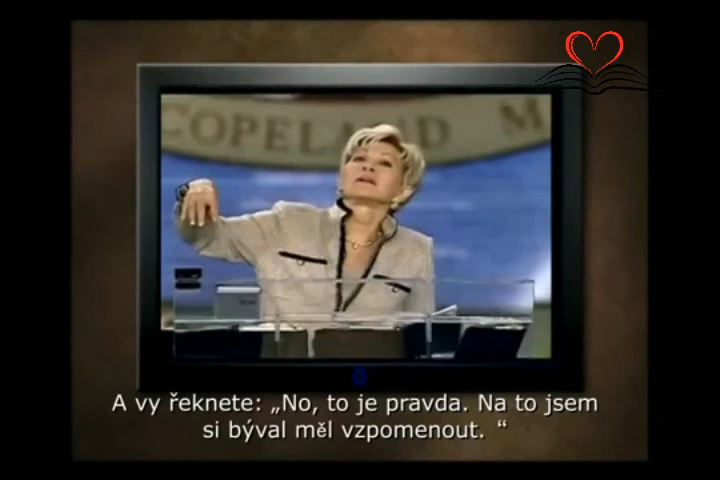 COPELAND M
A vy řeknete: „No, to je pravda. Na to jsem
si býval měl vzpomenout. “